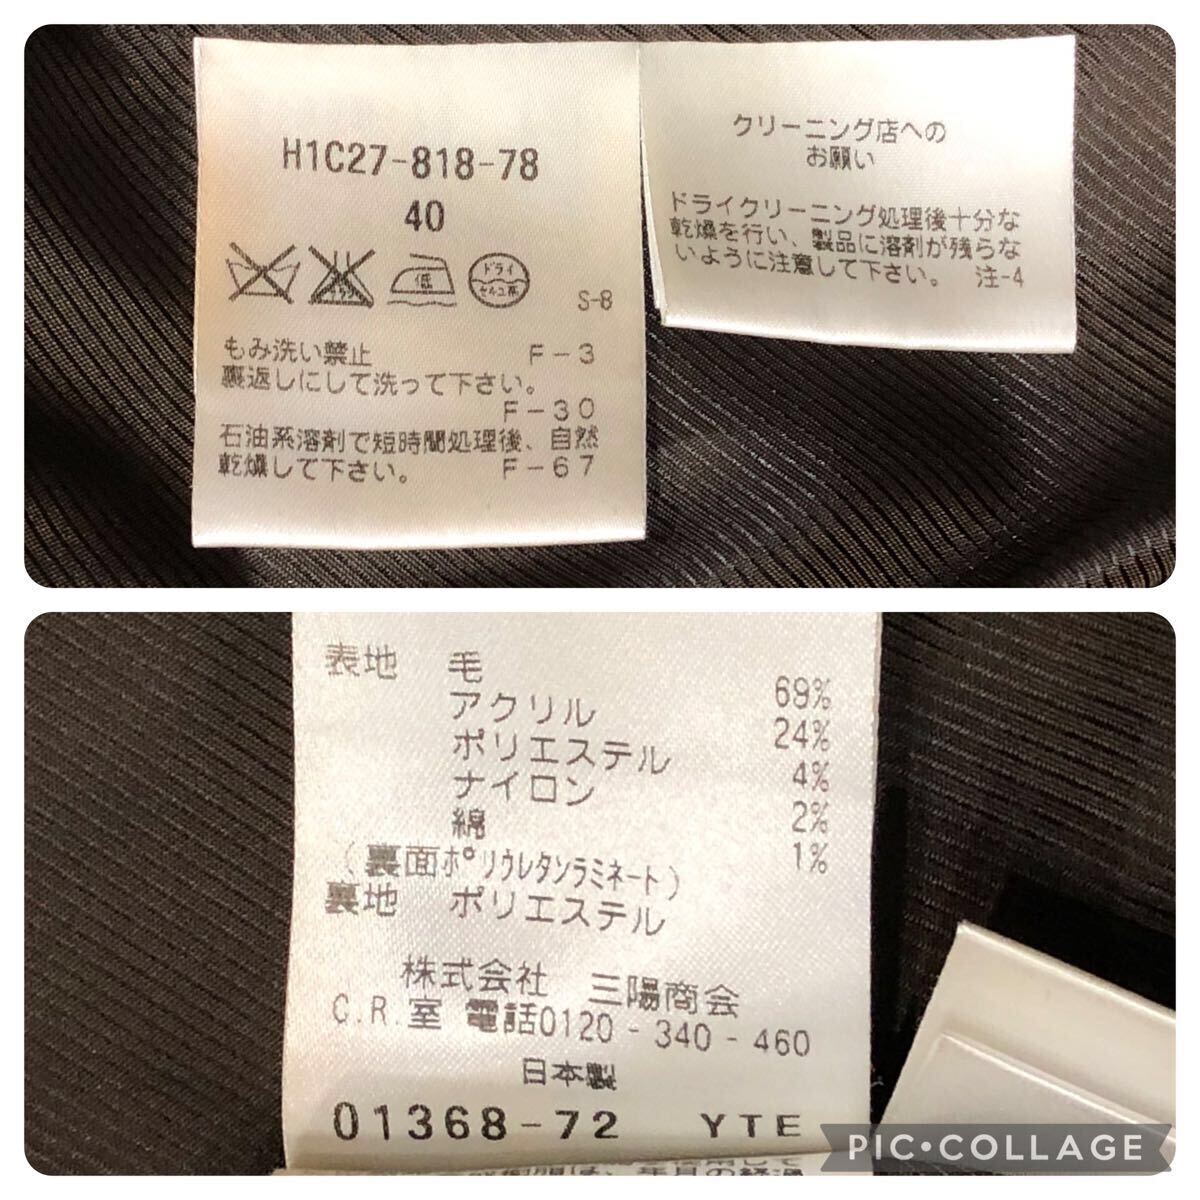 H1C27-818-78
40
低
ドライ
セキユ系
S-8
もみ洗い禁止 F-3
裏返しにして洗って下さい。
F-30
石油系溶剤で短時間処理後、自然
乾燥して下さい。 F-67
クリーニング店への
お願い
ドライクリーニング処理後十分な
乾燥を行い、製品に溶剤が残らな
いように注意して下さい。 注-4
表地 毛 69%
アクリル 24%
ポリエステル 4%
ナイロン 2%
綿 1%
(裏面ポリウレタンラミネート)
裏地 ポリエステル
株式会社 三陽商会
C.R.室 電話0120-340-460
日本製
01368-72 YTE
PIC•COLLAGE